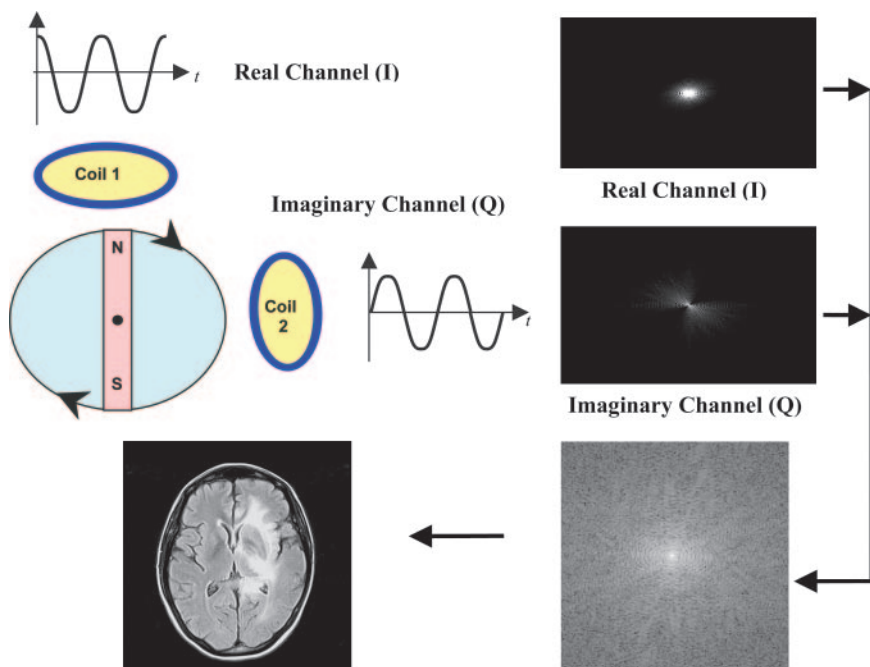 t
Real Channel (I)
Coil 1
Real Channel (I)
Imaginary Channel (Q)
N
Coil
2
t
S
Imaginary Channel (Q)